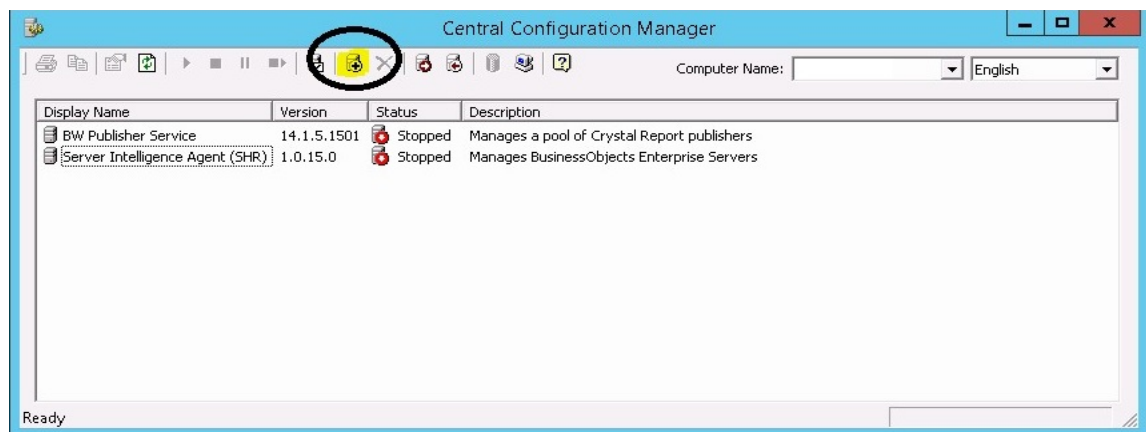 Central Configuration Manager
Computer Name: English
Display Name Version Status Description
BW Publisher Service 14.1.5.1501 Stopped Manages a pool of Crystal Report publishers
Server Intelligence Agent (SHR) 1.0.15.0 Stopped Manages BusinessObjects Enterprise Servers
Ready